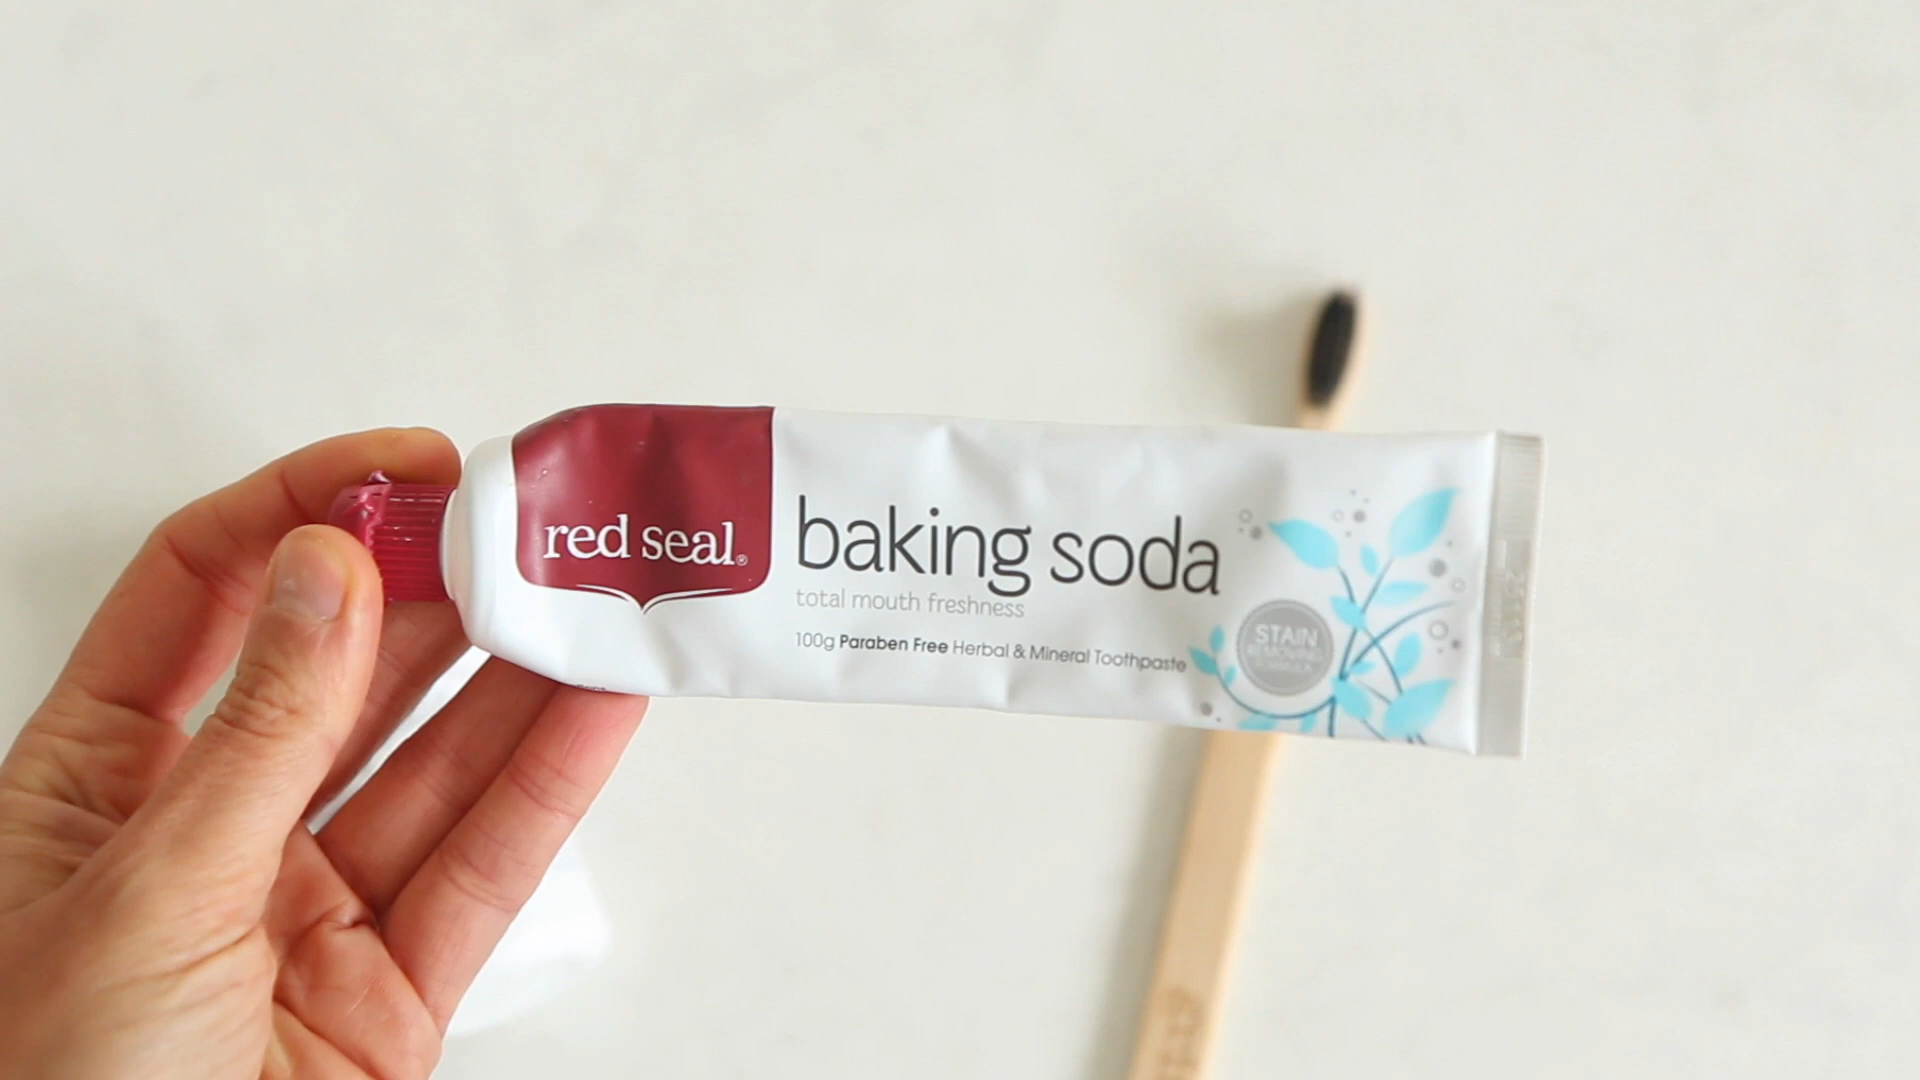 red seal®
baking soda
total mouth freshness
100g Paraben Free Herbal & Mineral Toothpaste
STAIN